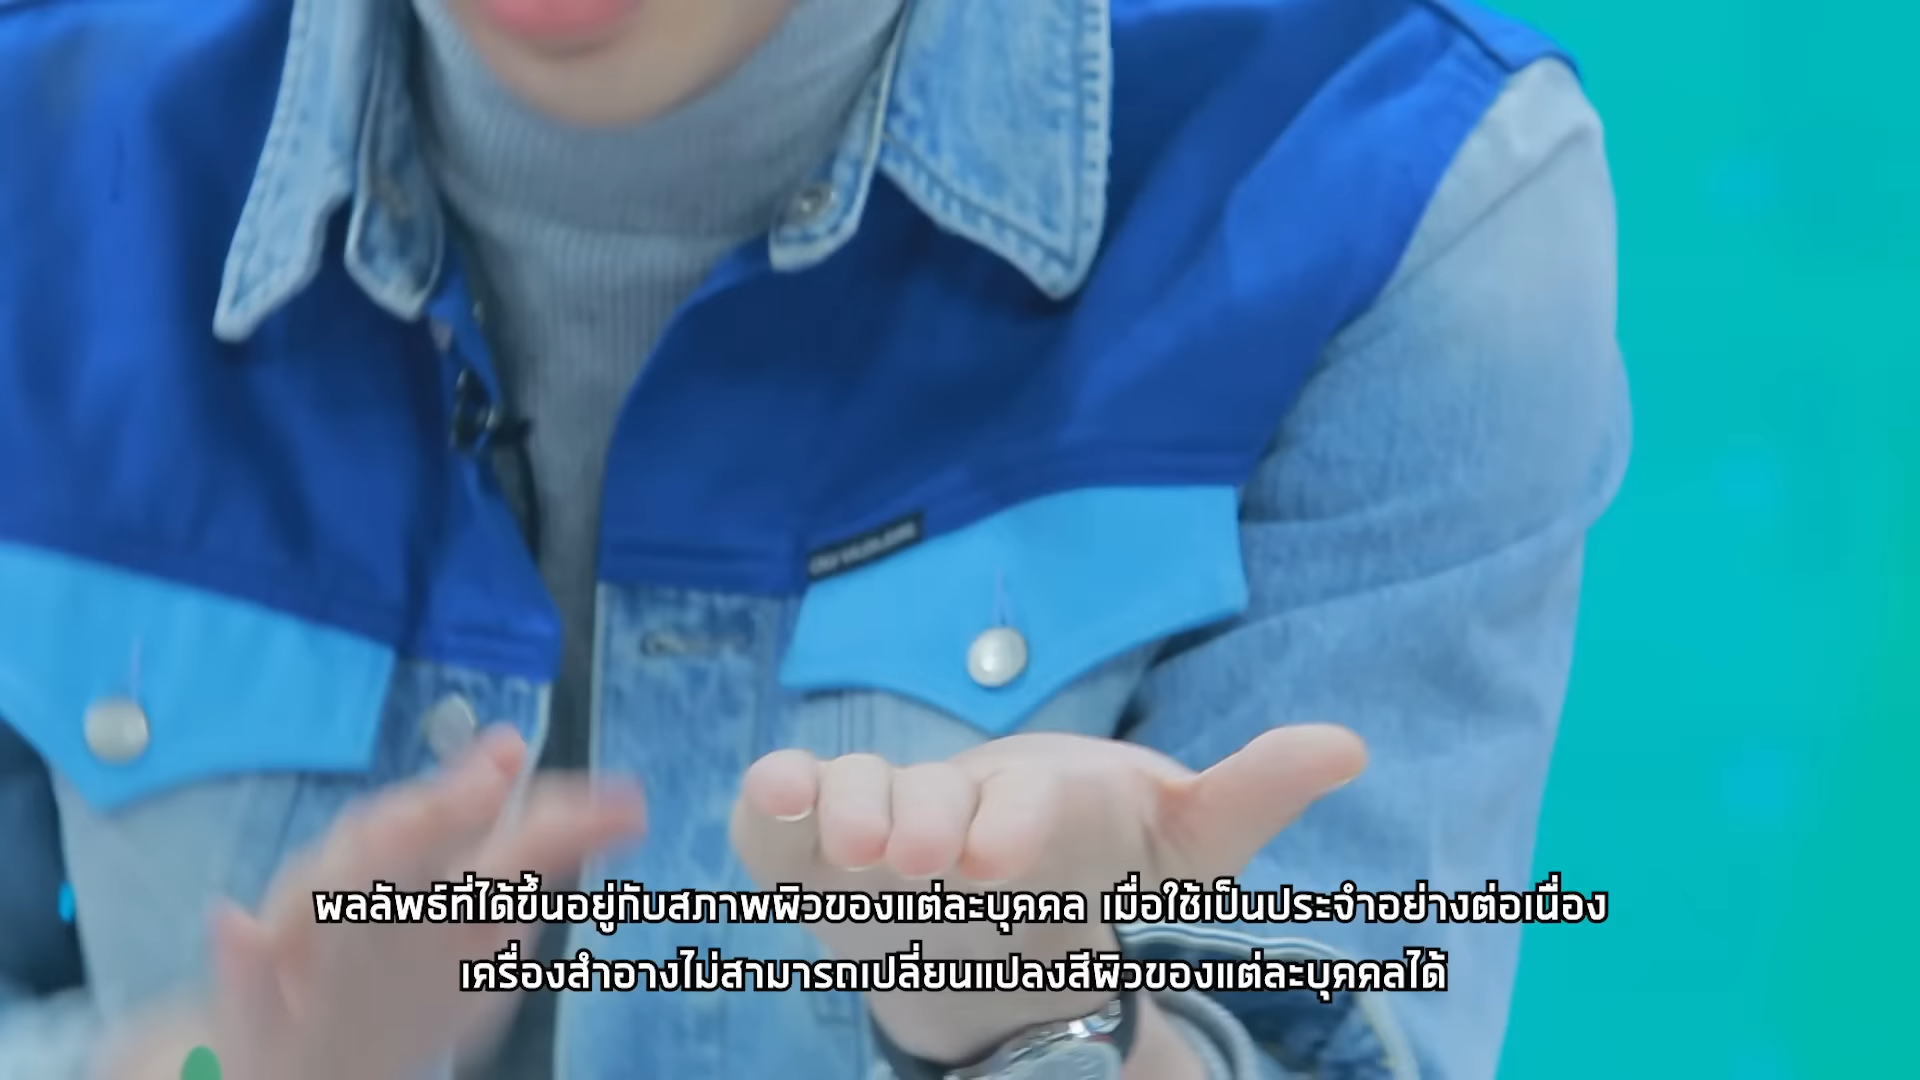 ผลลัพธ์ที่ได้ขึ้นอยู่กับสภาพผิวของแต่ละบุคคล เมื่อใช้เป็นประจำอย่างต่อเนื่อง
เครื่องสำอางไม่สามารถเปลี่ยนแปลงสีผิวของแต่ละบุคคลได้